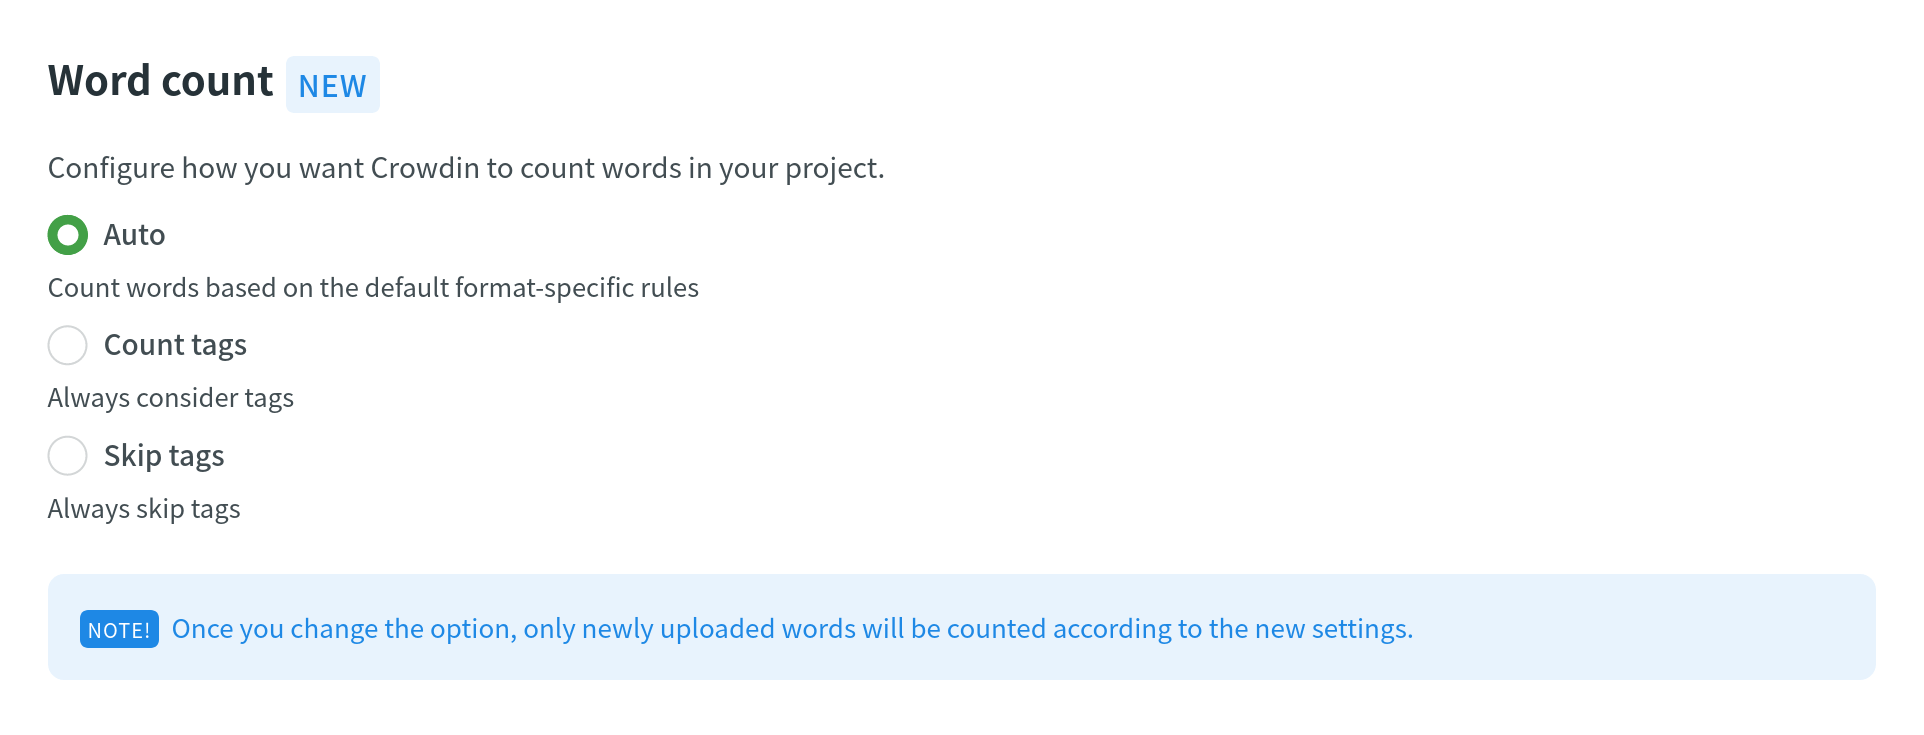 Word count NEW
Configure how you want Crowdin to count words in your project.
Auto
Count words based on the default format-specific rules
Count tags
Always consider tags
Skip tags
Always skip tags
NOTE! Once you change the option, only newly uploaded words will be counted according to the new settings.